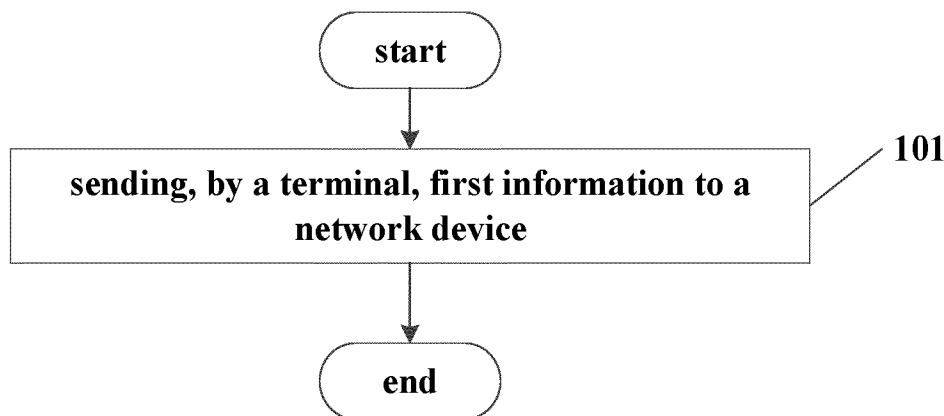 start
sending, by a terminal, first information to a
network device
101
end